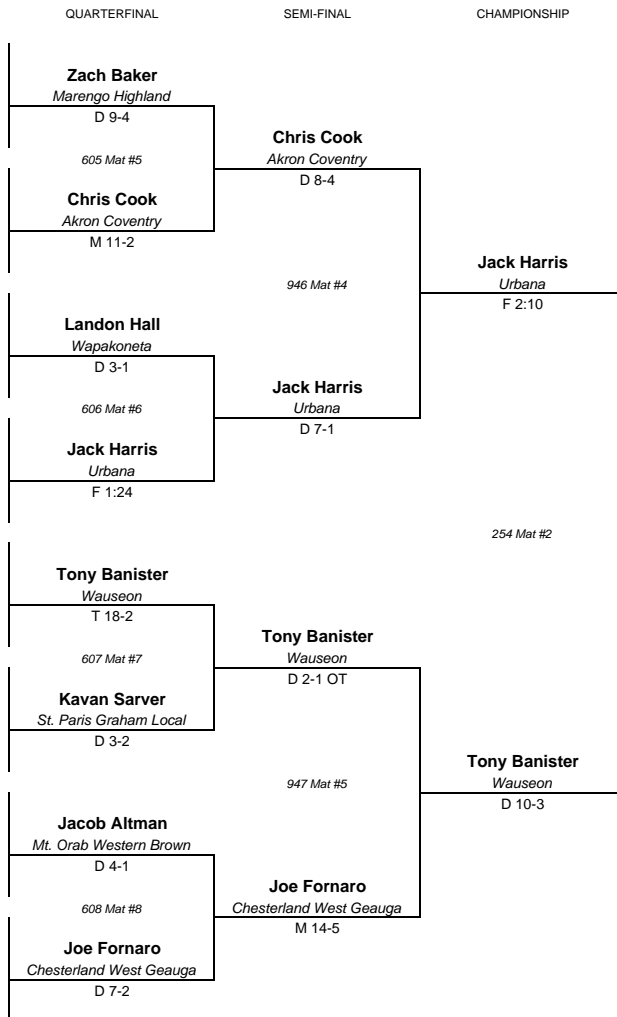 QUARTERFINAL SEMI-FINAL CHAMPIONSHIP
Zach Baker
Marengo Highland
D 9-4
605 Mat #5
Chris Cook
Akron Coventry
M 11-2
Chris Cook
Akron Coventry
D 8-4
946 Mat #4
Landon Hall
Wapakoneta
D 3-1
606 Mat #6
Jack Harris
Urbana
F 1:24
Jack Harris
Urbana
D 7-1
Jack Harris
Urbana
F 2:10
254 Mat #2
Tony Banister
Wauseon
T 18-2
607 Mat #7
Kavan Sarver
St. Paris Graham Local
D 3-2
Tony Banister
Wauseon
D 2-1 OT
947 Mat #5
Jacob Altman
Mt. Orab Western Brown
D 4-1
608 Mat #8
Joe Fornaro
Chesterland West Geauga
D 7-2
Joe Fornaro
Chesterland West Geauga
M 14-5
Tony Banister
Wauseon
D 10-3